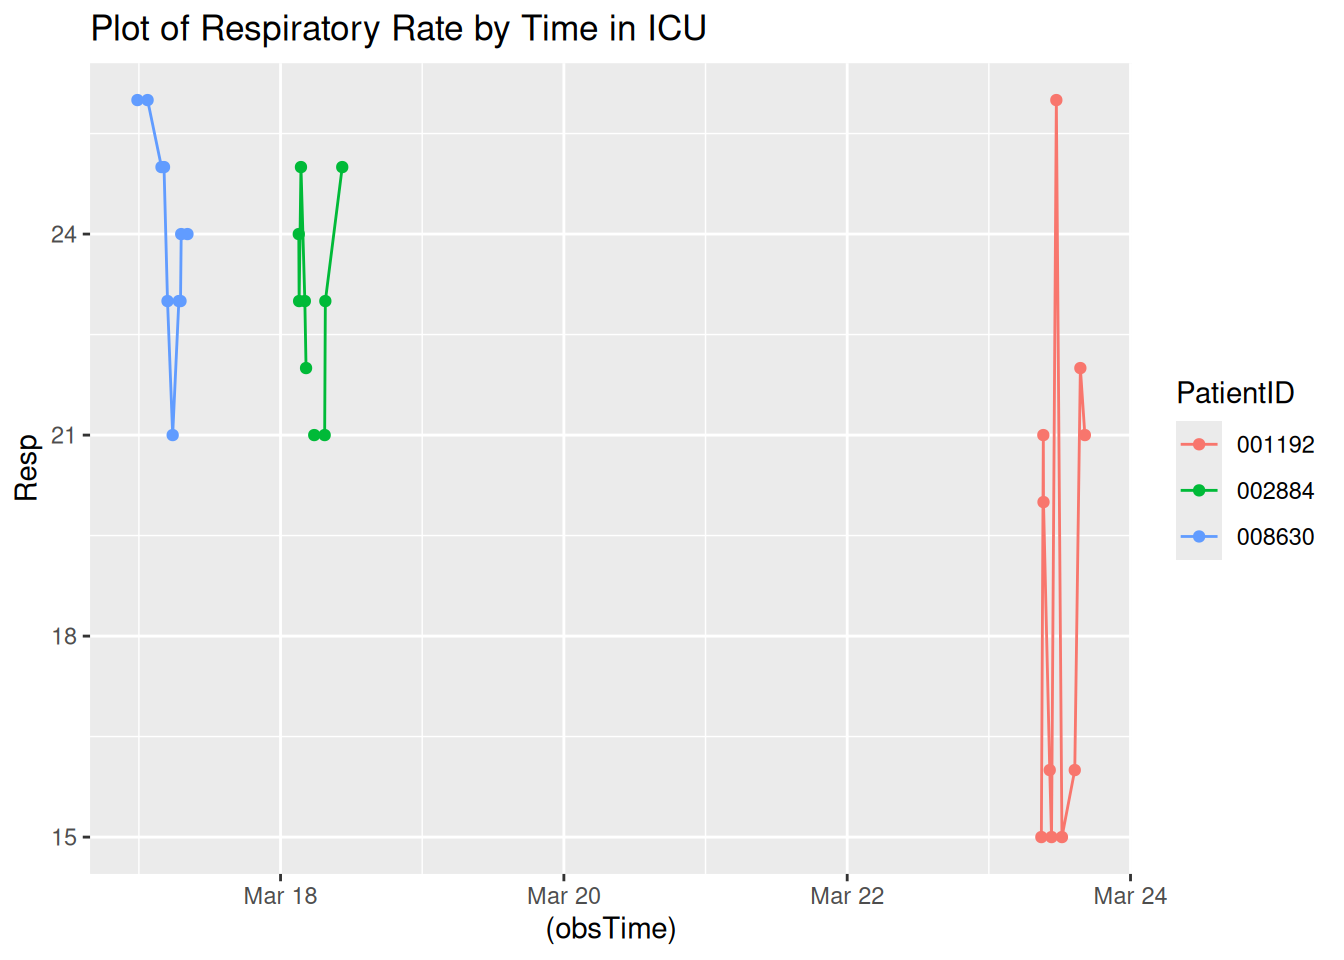 Plot of Respiratory Rate by Time in ICU
24
21
18
15
Resp
Mar 18
Mar 20
Mar 22
Mar 24
(obsTime)
PatientID
001192
002884
008630